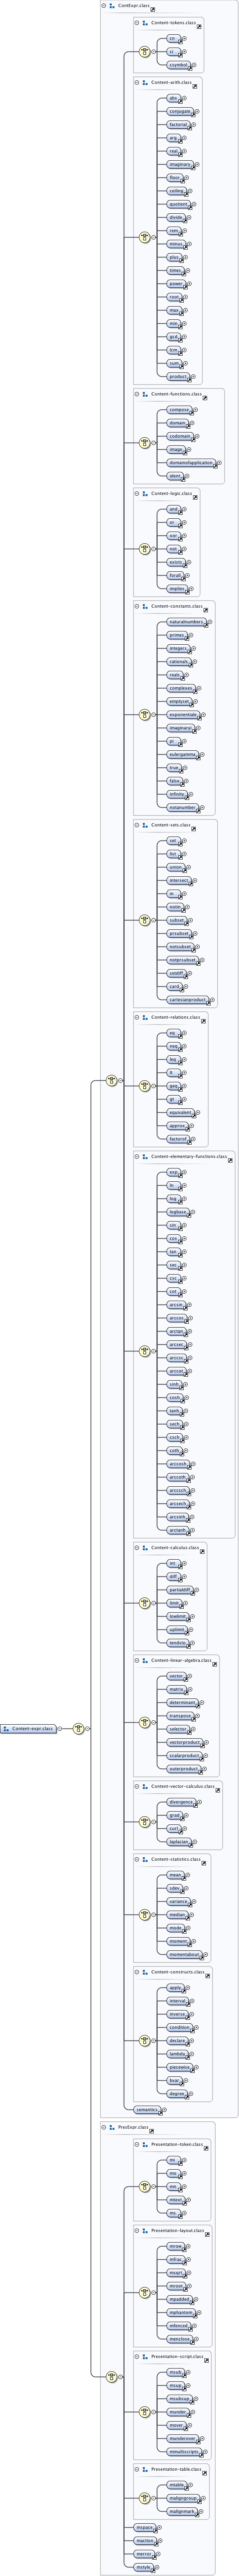 ContExpr.class
Content-tokens.class
cn
ci
csymbol
Content-arith.class
abs
conjugate
factorial
arg
real
imaginary
floor
ceiling
quotient
divide
rem
minus
plus
times
power
root
max
min
gcd
lcm
sum
product
Content-functions.class
compose
domain
codomain
image
domainofapplication
ident
Content-logic.class
and
or
xor
not
exists
forall
implies
Content-constants.class
naturalnumbers
primes
integers
rationals
reals
complexes
emptyset
exponentiale
imaginaryi
pi
eulergamma
true
false
infinity
notanumber
Content-sets.class
set
list
union
intersect
in
notin
subset
prsubset
notsubset
notprsubset
setdiff
card
cartesianproduct
Content-relations.class
eq
neq
leq
lt
geq
gt
equivalent
approx
factorof
Content-elementary-functions.class
exp
ln
log
logbase
sin
cos
tan
sec
csc
cot
arcsin
arccos
arctan
arcsec
arccsc
arccot
sinh
cosh
tanh
sech
csch
coth
arccosh
arccoth
arccsch
arcsech
arcsinh
arctanh
Content-calculus.class
int
diff
partialdiff
limit
lowlimit
uplimit
tendsto
Content-linear-algebra.class
vector
matrix
determinant
transpose
selector
vectorproduct
scalarproduct
outerproduct
Content-expr.class
Content-vector-calculus.class
divergence
grad
curl
laplacian
Content-statistics.class
mean
sdev
variance
median
mode
moment
momentabout
Content-constructs.class
apply
interval
inverse
condition
declare
lambda
piecewise
bvar
degree
semantics
PresExpr.class
Presentation-token.class
mi
mo
mn
mtext
ms
Presentation-layout.class
mrow
mfrac
msqrt
mroot
mpadded
mphantom
mfenced
menclose
Presentation-script.class
msub
msup
msubsup
munder
mover
munderover
mmultiscripts
Presentation-table.class
mtable
maligngroup
malignmark
mspace
maction
merror
mstyle